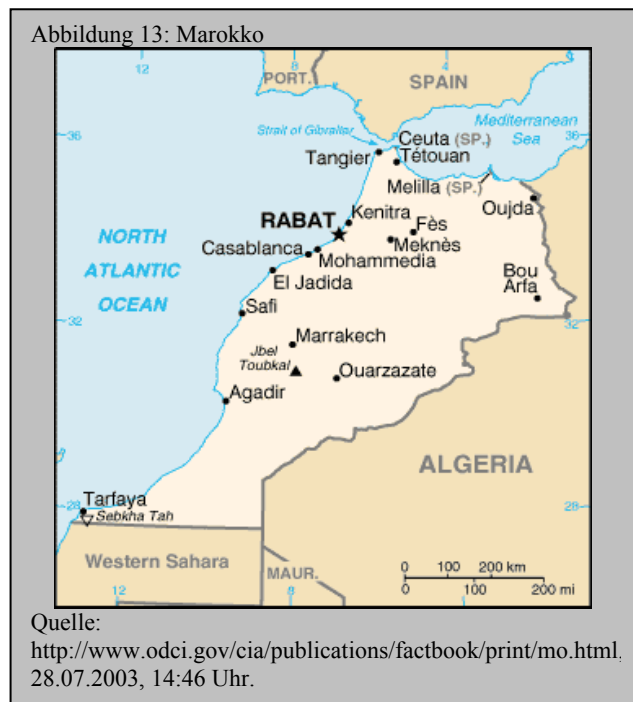 Abbildung 13: Marokko
12
8
4
PORT.
SPAIN
36
Strait of Gibraltar
Ceuta (SP.)
Mediterranean
Sea
36
Tangier
Tétouan
Melilla (SP.)
Oujda
Kenitra
RABAT
Fès
Meknès
NORTH
ATLANTIC
OCEAN
Casablanca
Mohammedia
El Jadida
Bou
Arfa
Safi
32
32
Marrakech
Jbel
Toubkal
Ouarzazate
Agadir
ALGERIA
28
28
Tarfaya
Sebkha Tah
Western Sahara
MAUR.
0 100 200 km
0 100 200 mi
12
8
Quelle:
http://www.odci.gov/cia/publications/factbook/print/mo.html,
28.07.2003, 14:46 Uhr.